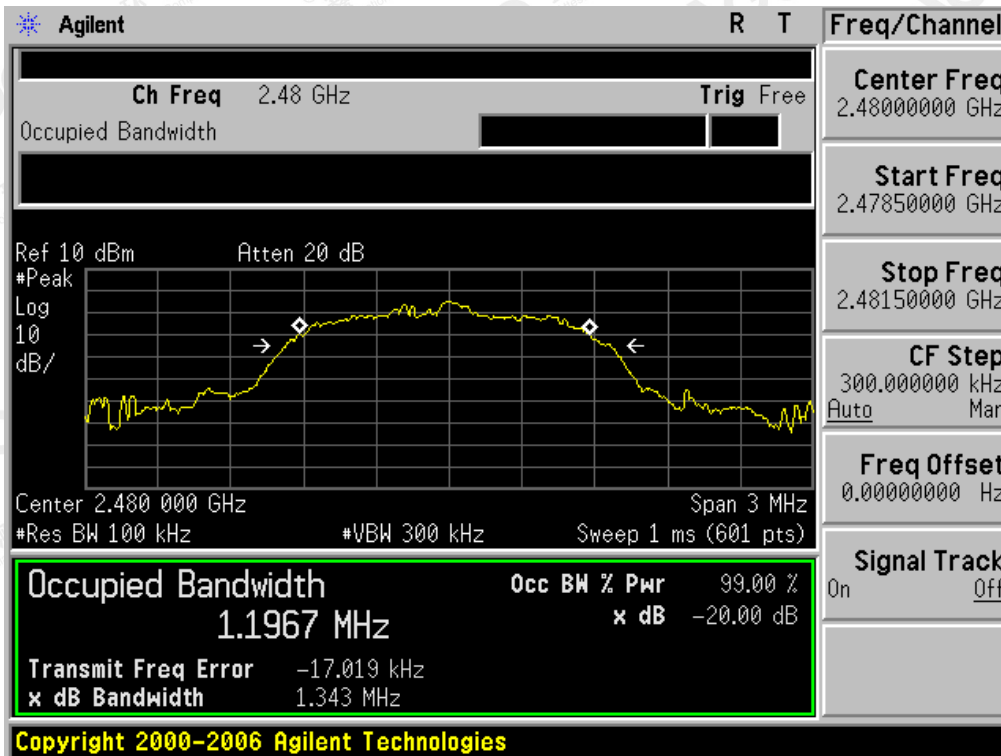 Agilent R T
Ch Freq 2.48 GHz Trig Free
Occupied Bandwidth
Ref 10 dBm Atten 20 dB
#Peak
Log
10
dB/
Center 2.480 000 GHz Span 3 MHz
#Res BW 100 kHz #VBW 300 kHz Sweep 1 ms (601 pts)
Occupied Bandwidth
1.1967 MHz
Occ BW % Pwr 99.00 %
x dB -20.00 dB
Transmit Freq Error -17.019 kHz
x dB Bandwidth 1.343 MHz
Copyright 2000-2006 Agilent Technologies
Freq/Channel
Center Freq
2.48000000 GHz
Start Freq
2.47850000 GHz
Stop Freq
2.48150000 GHz
CF Step
300.000000 kHz
Auto Man
Freq Offset
0.00000000 Hz
Signal Track
On Off